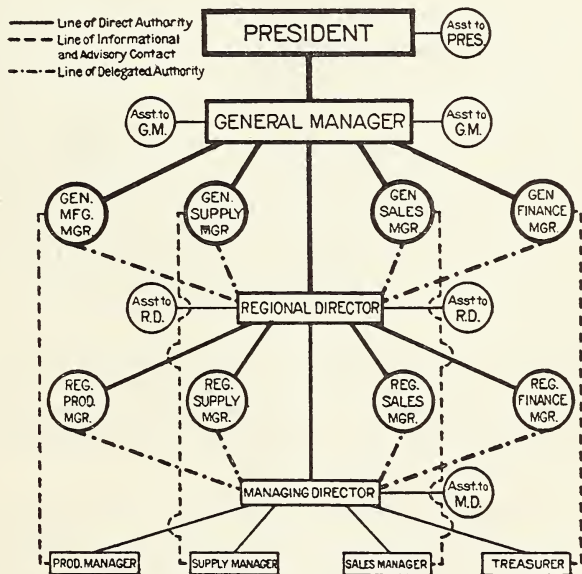 Line of Direct Authority
Line of Informational
and Advisory Contact
Line of Delegated Authority
PRESIDENT
Asst to
PRES.
Asst to
G.M.
GENERAL MANAGER
Asst to
G.M.
GEN.
MFG.
MGR.
GEN.
SUPPLY
MGR
GEN
SALES
MGR
GEN
FINANCE
MGR.
Asst to
R.D.
REGIONAL DIRECTOR
Asst to
R.D.
REG.
PROD.
MGR.
REG.
SUPPLY
MGR.
REG.
SALES
MGR.
REG.
FINANCE
MGR.
MANAGING DIRECTOR
Asst. to
M.D.
PROD. MANAGER
SUPPLY MANAGER
SALES MANAGER
TREASURER